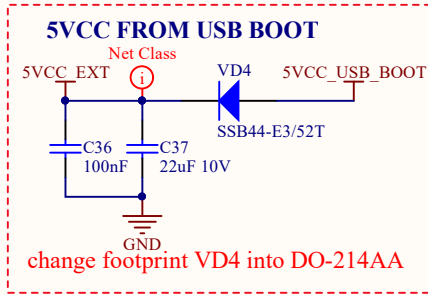 5VCC FROM USB BOOT
Net Class
5VCC_EXT
i
VD4
5VCC_USB_BOOT
SSB44-E3/52T
C36
100nF
C37
22uF 10V
GND
change footprint VD4 into DO-214AA